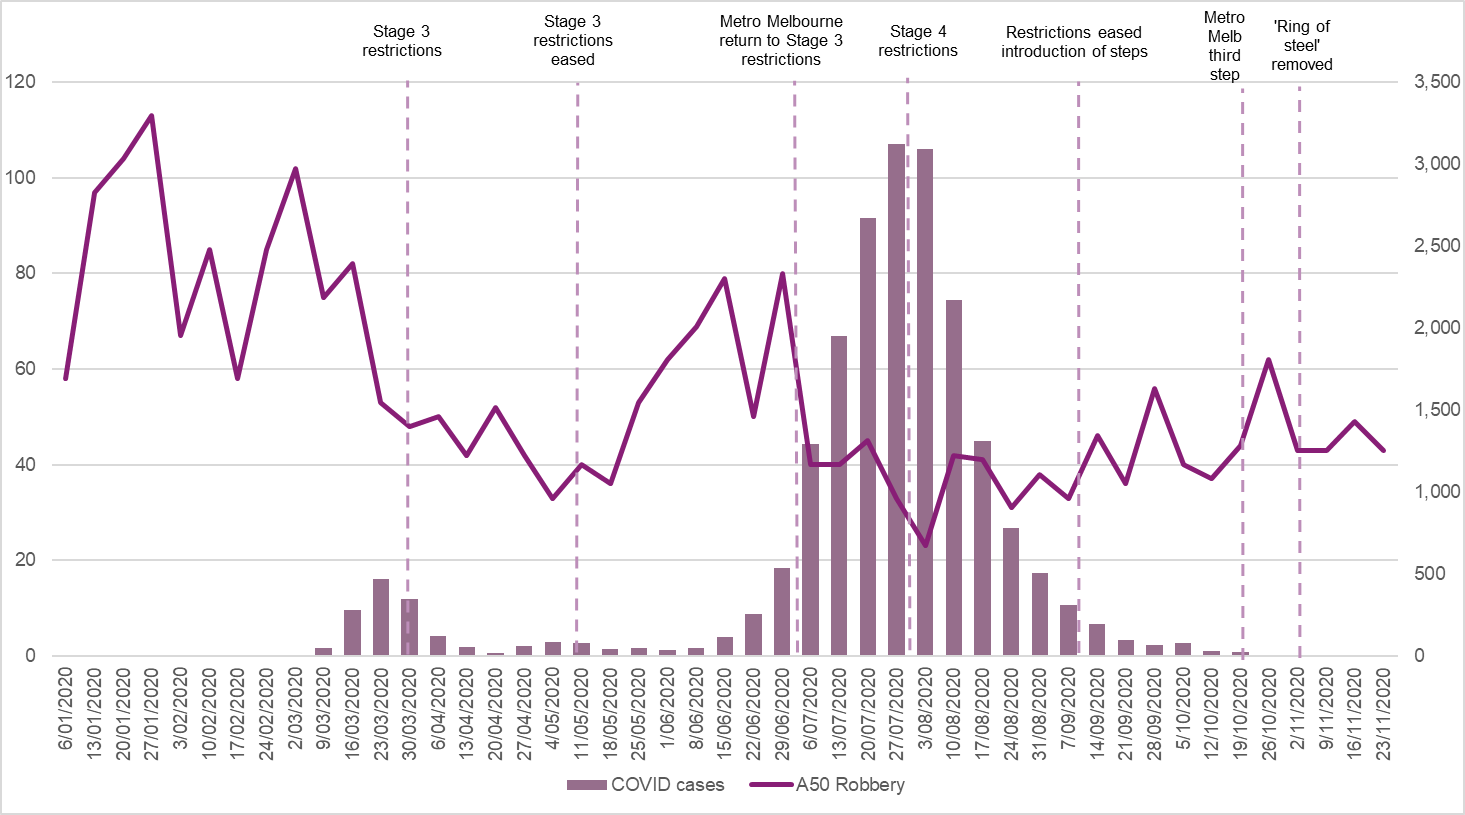 Stage 3
restrictions
Stage 3
restrictions
eased
Metro Melbourne
return to Stage 3
restrictions
Stage 4
restrictions
Restrictions eased
introduction of steps
Metro
Melb
third
step
'Ring of
steel'
removed
120
100
80
60
40
20
0
3,500
3,000
2,500
2,000
1,500
1,000
500
0
6/01/2020
13/01/2020
20/01/2020
27/01/2020
3/02/2020
10/02/2020
17/02/2020
24/02/2020
2/03/2020
9/03/2020
16/03/2020
23/03/2020
30/03/2020
6/04/2020
13/04/2020
20/04/2020
27/04/2020
4/05/2020
11/05/2020
18/05/2020
25/05/2020
1/06/2020
8/06/2020
15/06/2020
22/06/2020
29/06/2020
6/07/2020
13/07/2020
20/07/2020
27/07/2020
3/08/2020
10/08/2020
17/08/2020
24/08/2020
31/08/2020
7/09/2020
14/09/2020
21/09/2020
28/09/2020
5/10/2020
12/10/2020
19/10/2020
26/10/2020
2/11/2020
9/11/2020
16/11/2020
23/11/2020
COVID cases
A50 Robbery